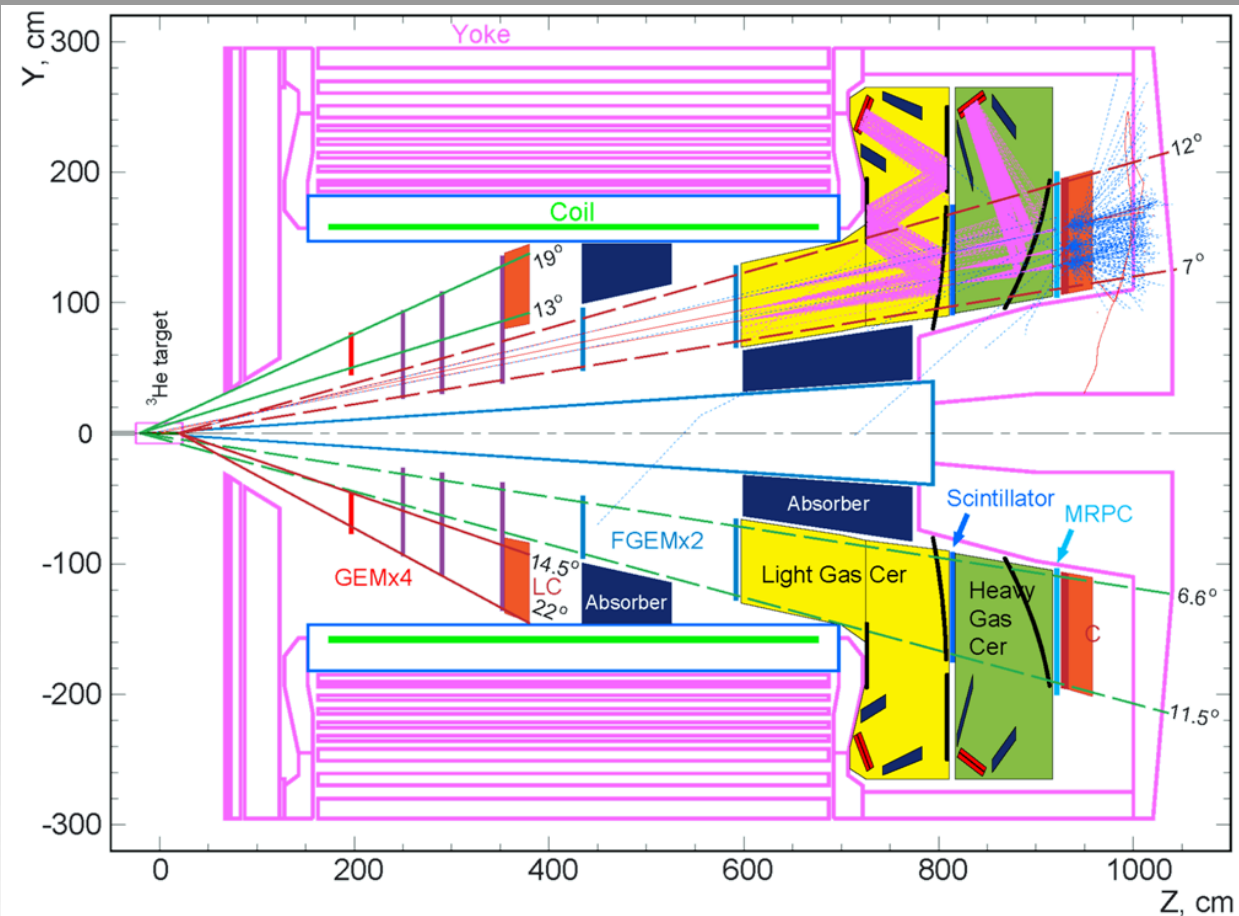 Y, cm
300
200
100
0
-100
-200
-300
Yoke
Coil
19°
13°
12°
7°
³He target
Absorber
Scintillator
MRPC
FGEMx2
GEMx4
14.5°
LC
22°
Absorber
Light Gas Cer
Heavy
Gas
Cer
C
6.6°
11.5°
0
200
400
600
800
1000
Z, cm